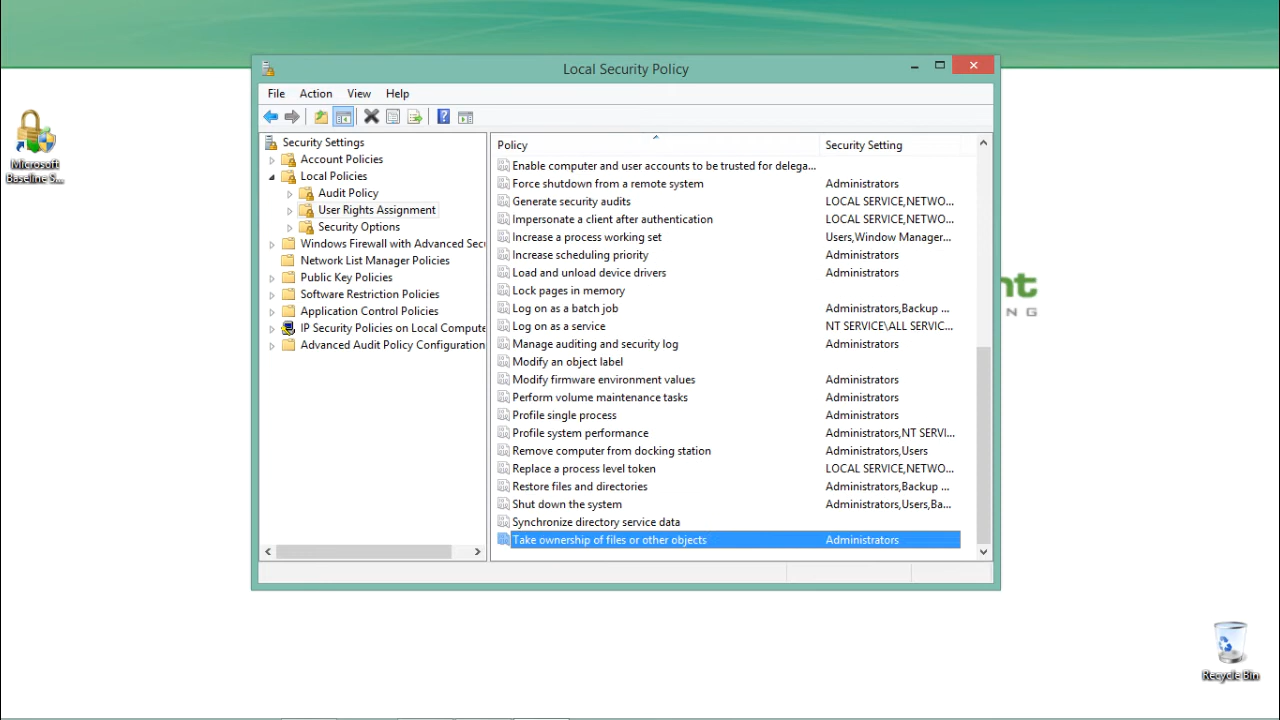 Local Security Policy
File Action View Help
Microsoft
Baseline S...
Security Settings
Account Policies
Local Policies
Audit Policy
User Rights Assignment
Security Options
Windows Firewall with Advanced Secu
Network List Manager Policies
Public Key Policies
Software Restriction Policies
Application Control Policies
IP Security Policies on Local Compute
Advanced Audit Policy Configuration
Policy Security Setting
Enable computer and user accounts to be trusted for delega...
Force shutdown from a remote system Administrators
Generate security audits LOCAL SERVICE,NETWO...
Impersonate a client after authentication LOCAL SERVICE,NETWO...
Increase a process working set Users,Window Manager...
Increase scheduling priority Administrators
Load and unload device drivers Administrators
Lock pages in memory
Log on as a batch job Administrators,Backup ...
Log on as a service NT SERVICE\ALL SERVIC...
Manage auditing and security log Administrators
Modify an object label
Modify firmware environment values Administrators
Perform volume maintenance tasks Administrators
Profile single process Administrators
Profile system performance Administrators,NT SERVI...
Remove computer from docking station Administrators,Users
Replace a process level token LOCAL SERVICE,NETWO...
Restore files and directories Administrators,Backup ...
Shut down the system Administrators,Users,Ba...
Synchronize directory service data
Take ownership of files or other objects Administrators
nt
NG
Recycle Bin